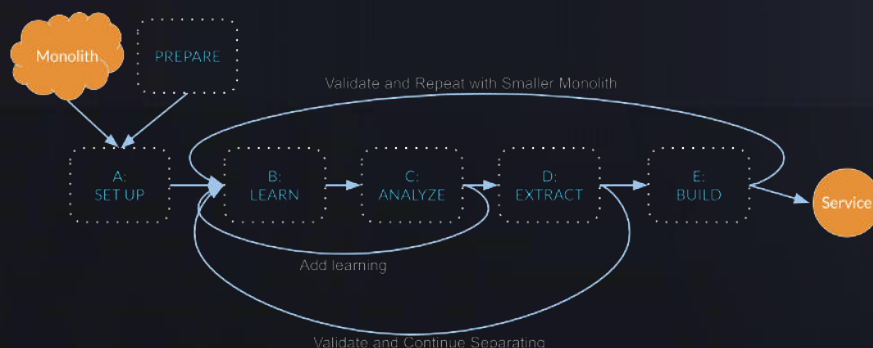 Monolith
PREPARE
Validate and Repeat with Smaller Monolith
A:
SET UP
B:
LEARN
C:
ANALYZE
D:
EXTRACT
E:
BUILD
Service
Add learning
Validate and Continue Separating